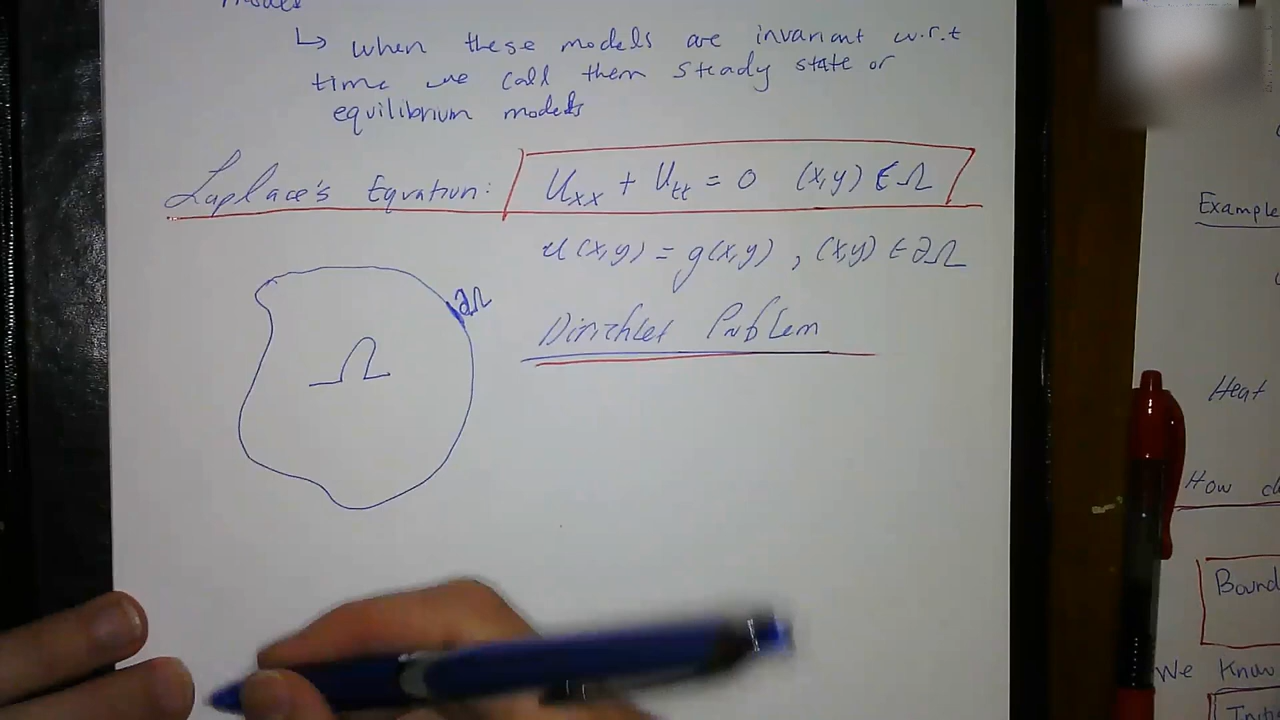 ↳ when these models are invariant w.r.t
time we call them steady state or
equilibrium models
Laplace's Equation: Uxx + Utt = 0 (x,y) ∈ Ω
u(x,y) = g(x,y), (x,y) ∈ ∂Ω
∂Ω
Dirichlet Problem
Ω
Example
Heat
How
Bound
We Know